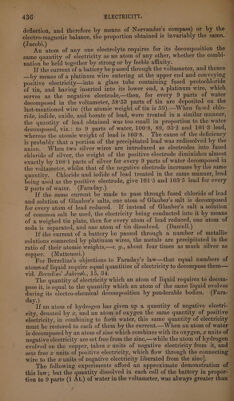 436 ELECTRICITY.
deflection, and therefore by means of Nervander's compass) or by the
electro-magnetic balance, the proportion obtained is invariably the same.
(Jacobi.)
An atom of any one electrolyte requires for its decomposition the
same quantity of electricity as an atom of any other, whether the combi-
nation be held together by strong or by feeble affinity.
If the current of a battery be passed through the voltameter, and thence
—by means of a platinum wire entering at the upper end and conveying
positive electricity—into a glass tube containing fused protochloride
of tin, and having inserted into its lower end, a platinum wire, which
serves as the negative electrode,—then, for every 9 parts of water
decomposed in the voltameter, 58·53 parts of tin are deposited on the
last-mentioned wire (the atomic weight of tin is 59).—When fused chlo-
ride, iodide, oxide, and borate of lead, were treated in a similar manner,
the quantity of lead obtained was too small in proportion to the water
decomposed, viz.: to 9 parts of water, 100·8, 89, 93·2 and 101·3 lead,
whereas the atomic weight of lead is 103·8. The cause of the deficiency
is probably that a portion of the precipitated lead was redissolved by the
anion. When two silver wires are introduced as electrodes into fused
chloride of silver, the weight of the positive electrode diminishes almost
exactly by 108·1 parts of silver for every 9 parts of water decomposed in
the voltameter, whilst that of the negative electrode increases by the same
quantity. Chloride and iodide of lead treated in the same manner, lead
being used as the positive electrode, give 101·5 and 103·5 lead for every
9 parts of water. (Faraday.)
If the same current be made to pass through fused chloride of lead
and solution of Glauber's salt, one atom of Glauber's salt is decomposed
for every atom of lead reduced. If instead of Glauber's salt a solution
of common salt be used, the electricity being conducted into it by means
of a weighed tin plate, then for every atom of lead reduced, one atom of
soda is separated, and one atom of tin dissolved. (Daniell.)
If the current of a battery be passed through a number of metallic
solutions connected by platinum wires, the metals are precipitated in the
ratio of their atomic weights,—e. g., about four times as much silver as
copper. (Matteucci.)
For Berzelius's objections to Faraday's law—that equal numbers of
atoms of liquid require equal quantities of electricity to decompose them—
vid. Berzelius' Jahresb., 15, 34.
The quantity of electricity which an atom of liquid requires to decom-
pose it, is equal to the quantity which an atom of the same liquid evolves
during its electro-chemical decomposition by ponderable bodies. (Fara-
day.)
If an atom of hydrogen has given up a quantity of negative electri-
city, denoted by x, and an atom of oxygen the same quantity of positive
electricity, in combining to form water, this same quantity of electricity
must be restored to each of them by the current.—When an atom of water
is decomposed by an atom of zinc which combines with its oxygen, x units of
negative electricity are set free from the zinc,—while the atom of hydrogen
evolved on the copper, takes x units of negative electricity from it, and
sets free x units of positive electricity, which flow through the connecting
wire to the x units of negative electricity liberated from the zinc].
The following experiments afford an approximate demonstration of
this law; but the quantity dissolved in each cell of the battery in propor-
tion to 9 parts (1 At.) of water in the voltameter, was always greater than